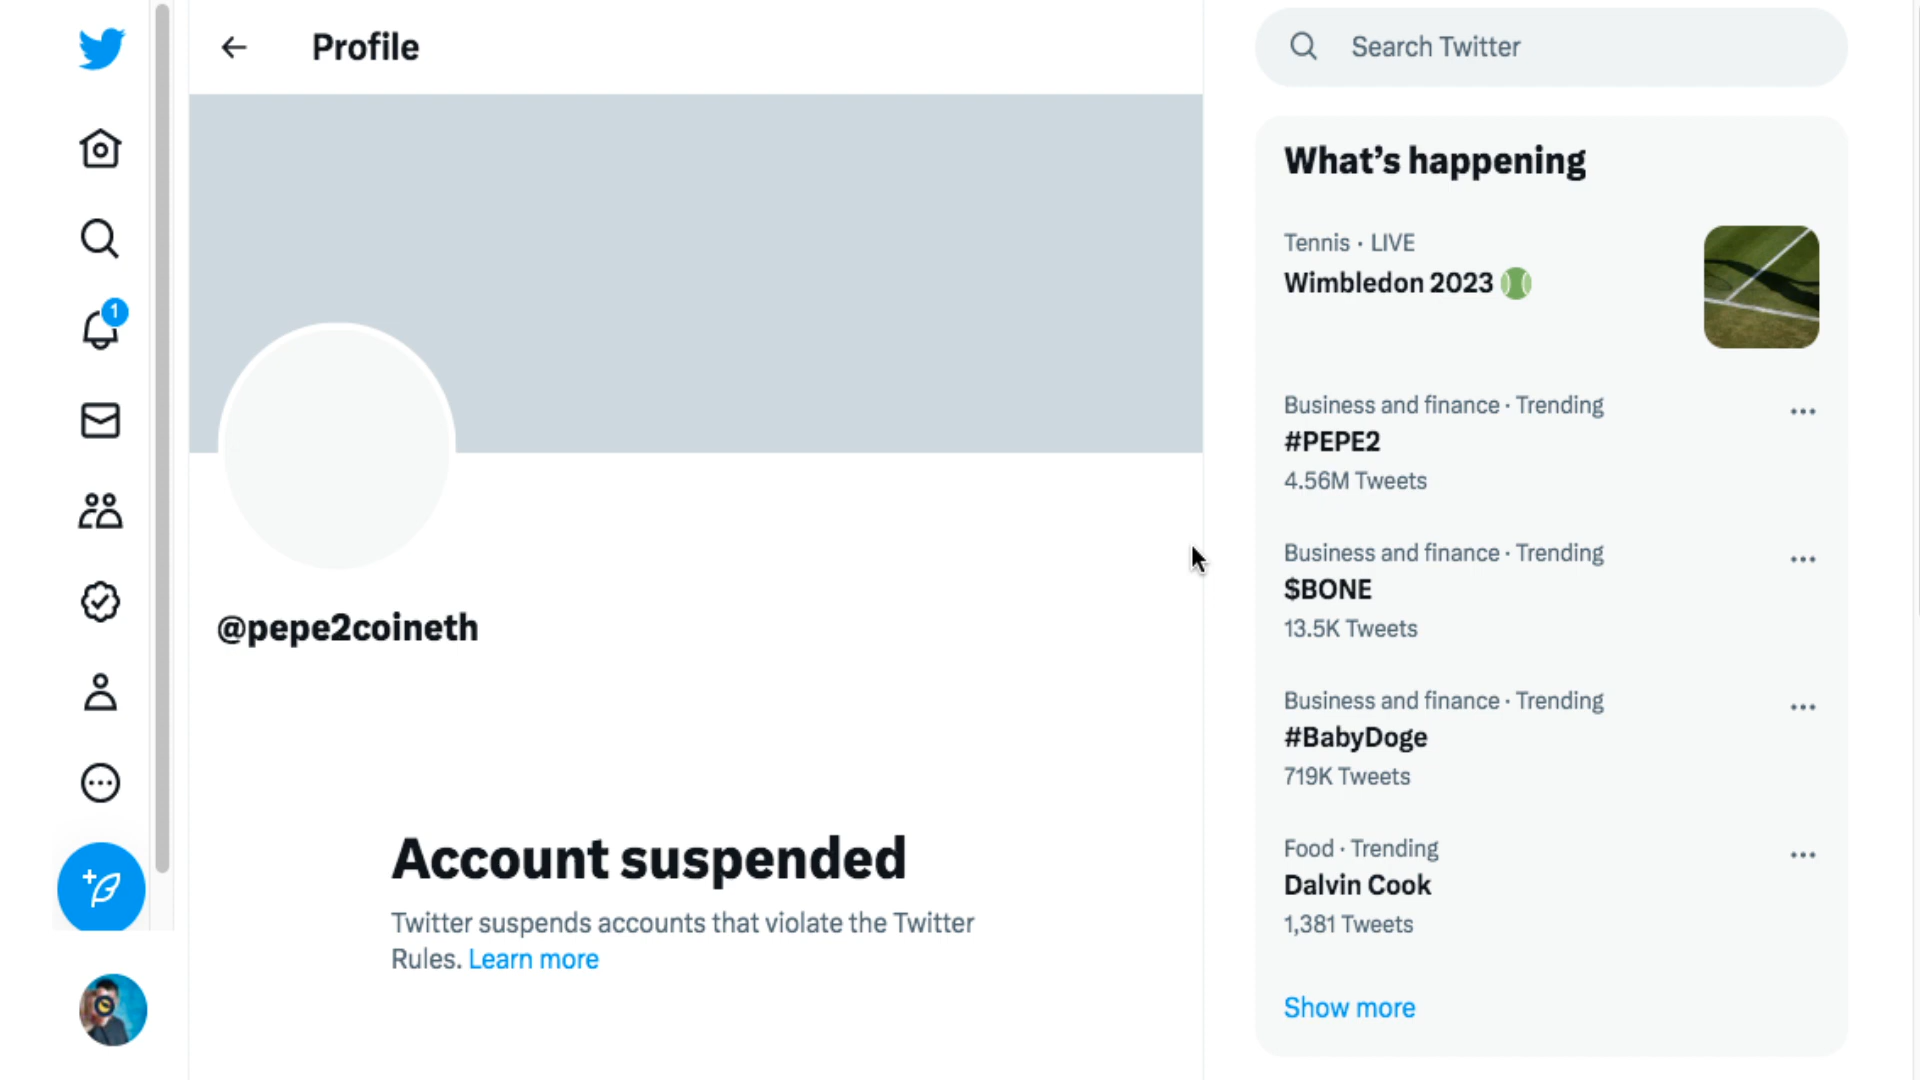 Profile
@pepe2coineth
Account suspended
Twitter suspends accounts that violate the Twitter
Rules. Learn more
1
Search Twitter
What’s happening
Tennis · LIVE
Wimbledon 2023
Business and finance · Trending
#PEPE2
4.56M Tweets
Business and finance · Trending
$BONE
13.5K Tweets
Business and finance · Trending
#BabyDoge
719K Tweets
Food · Trending
Dalvin Cook
1,381 Tweets
Show more